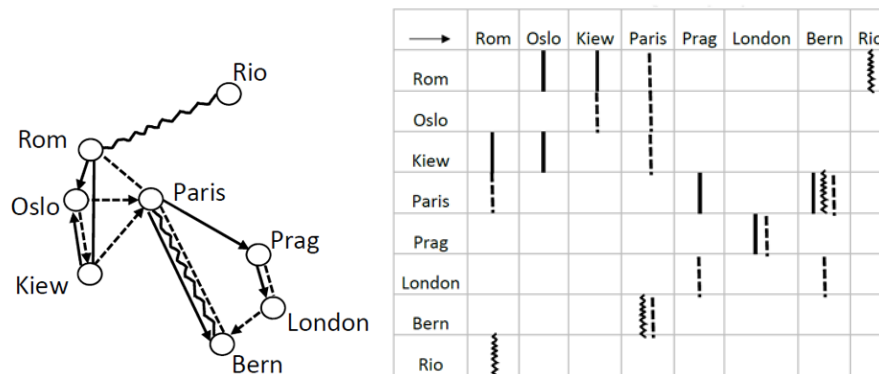 Rio
Rom
Paris
Oslo
Prag
Kiew
London
Bern
Rom Oslo Kiew Paris Prag London Bern Rio
Rom
Oslo
Kiew
Paris
Prag
London
Bern
Rio